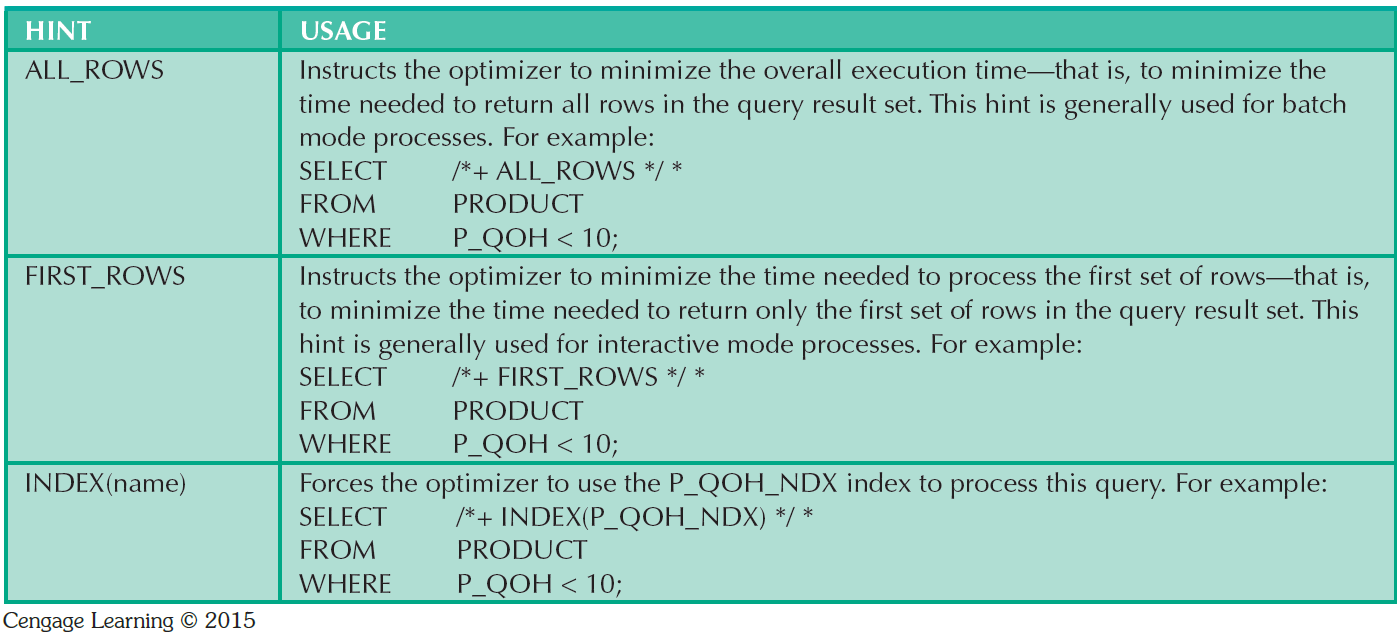 HINT USAGE
ALL_ROWS Instructs the optimizer to minimize the overall execution time—that is, to minimize the
time needed to return all rows in the query result set. This hint is generally used for batch
mode processes. For example:
SELECT /*+ ALL_ROWS */ *
FROM PRODUCT
WHERE P_QOH < 10;
FIRST_ROWS Instructs the optimizer to minimize the time needed to process the first set of rows—that is,
to minimize the time needed to return only the first set of rows in the query result set. This
hint is generally used for interactive mode processes. For example:
SELECT /*+ FIRST_ROWS */ *
FROM PRODUCT
WHERE P_QOH < 10;
INDEX(name) Forces the optimizer to use the P_QOH_NDX index to process this query. For example:
SELECT /*+ INDEX(P_QOH_NDX) */ *
FROM PRODUCT
WHERE P_QOH < 10;
Cengage Learning © 2015